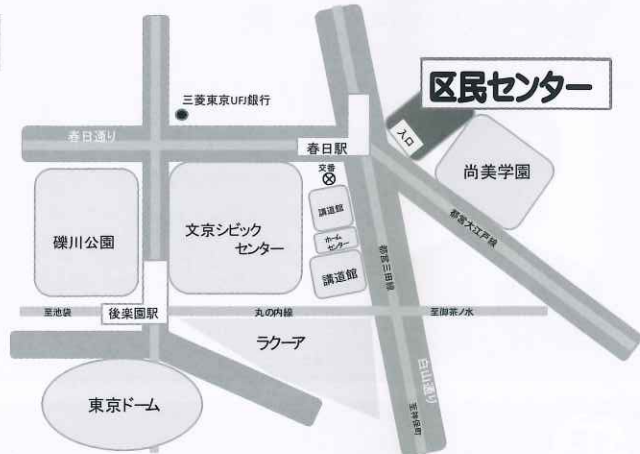 三菱東京UFJ銀行
区民センター
春日通り
春日駅
入口
交番
尚美学園
礫川公園
文京シビック
センター
講道館
ホーム
センター
講道館
都営三田線
都営大江戸線
至池袋
後楽園駅
丸の内線
至御茶ノ水
ラクーア
白山通り
至神保町
東京ドーム